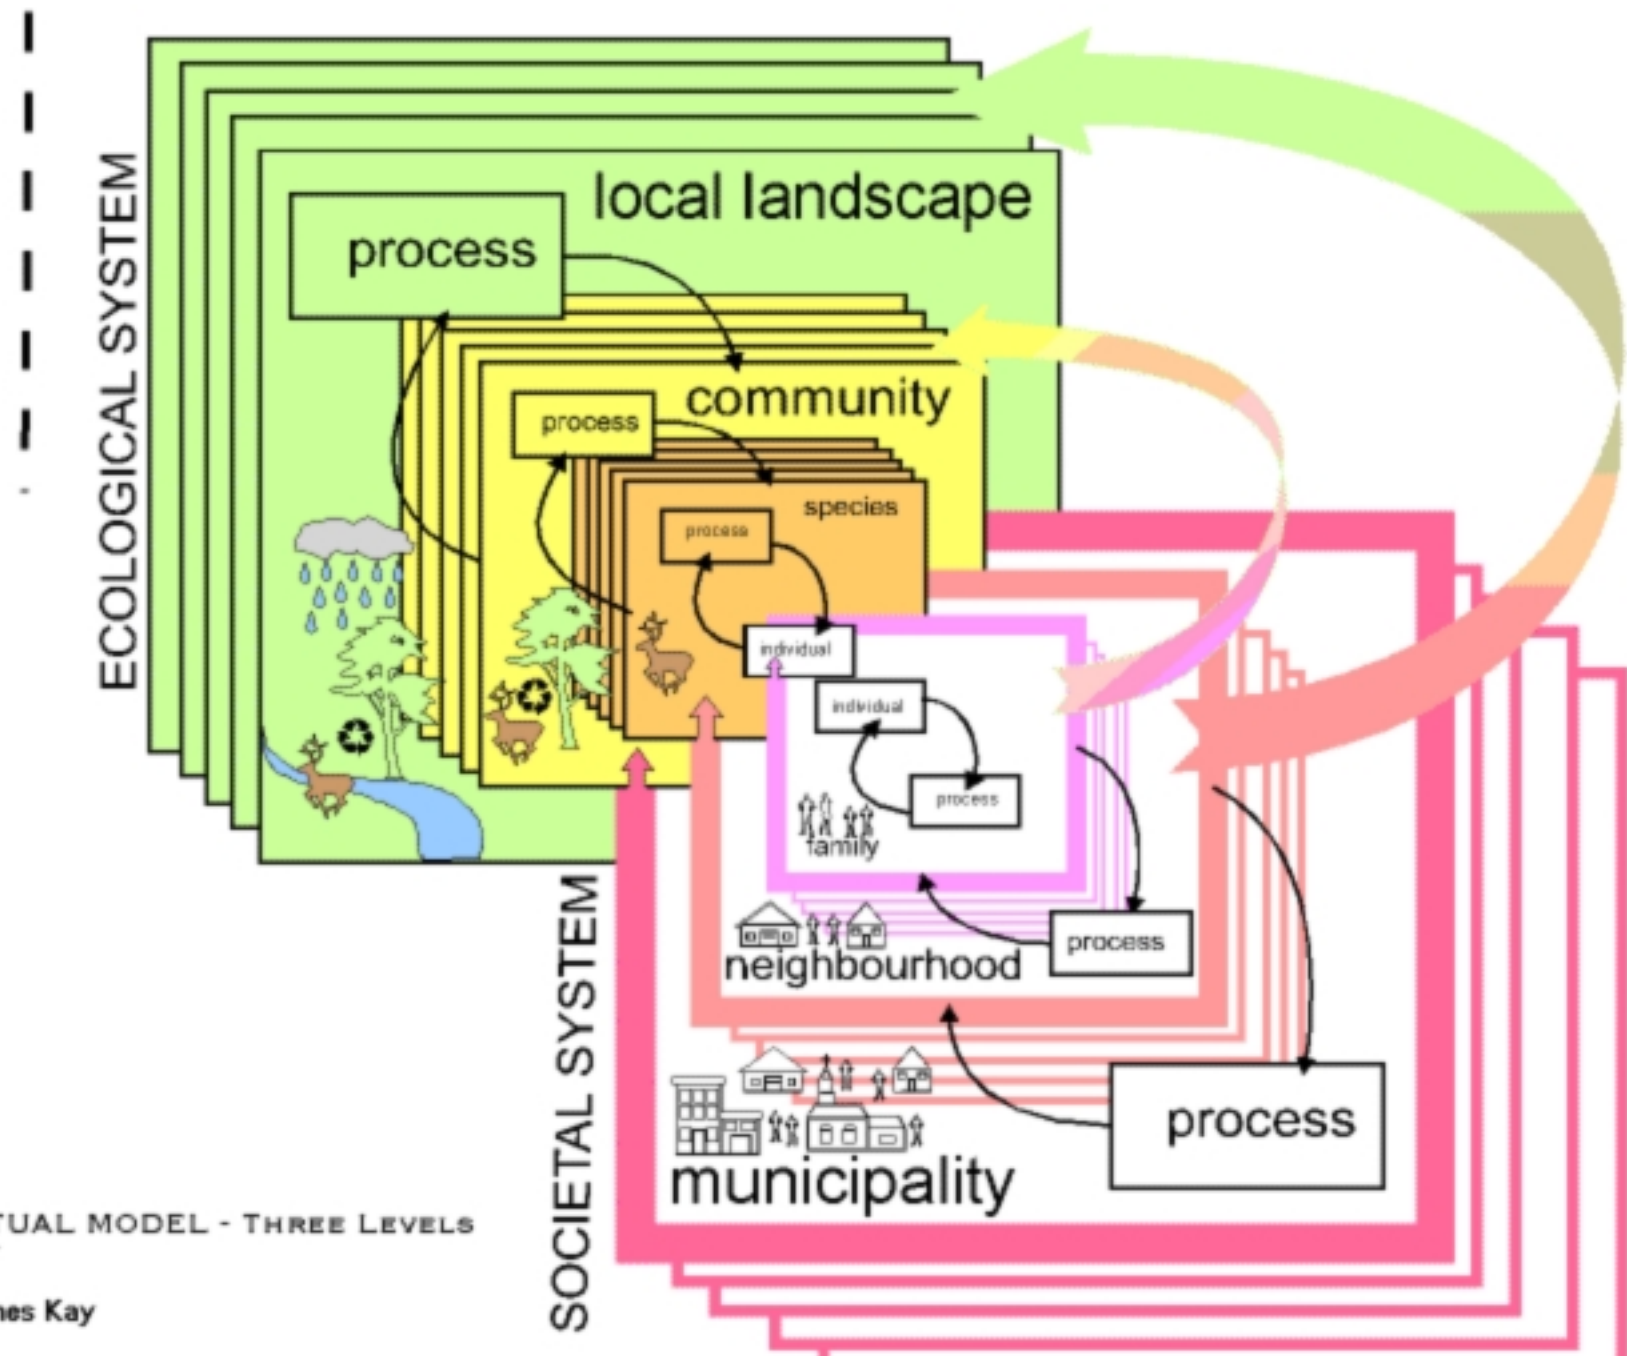 ECOLOGICAL SYSTEM
local landscape
process
community
process
species
process
individual
individual
process
family
process
neighbourhood
process
municipality
SOCIETAL SYSTEM
TUAL MODEL - THREE LEVELS
nes Kay